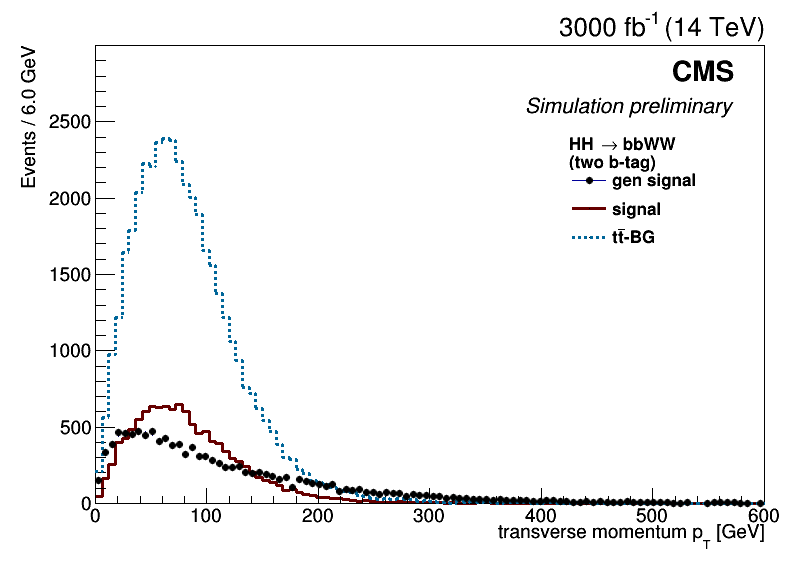 3000 fb-1 (14 TeV)
CMS
Simulation preliminary
HH → bbWW
(two b-tag)
gen signal
signal
tt̄-BG
Events / 6.0 GeV
2500
2000
1500
1000
500
0
0 100 200 300 400 500 600
transverse momentum pT [GeV]